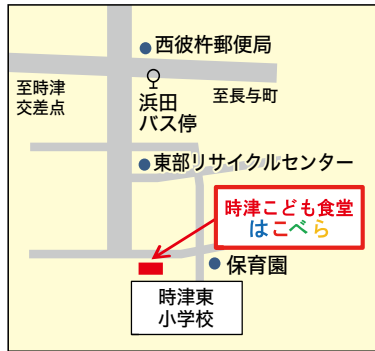 西彼杵郵便局
至時津
交差点
浜田
バス停
至長与町
東部リサイクルセンター
時津こども食堂
はこべら
保育園
時津東
小学校